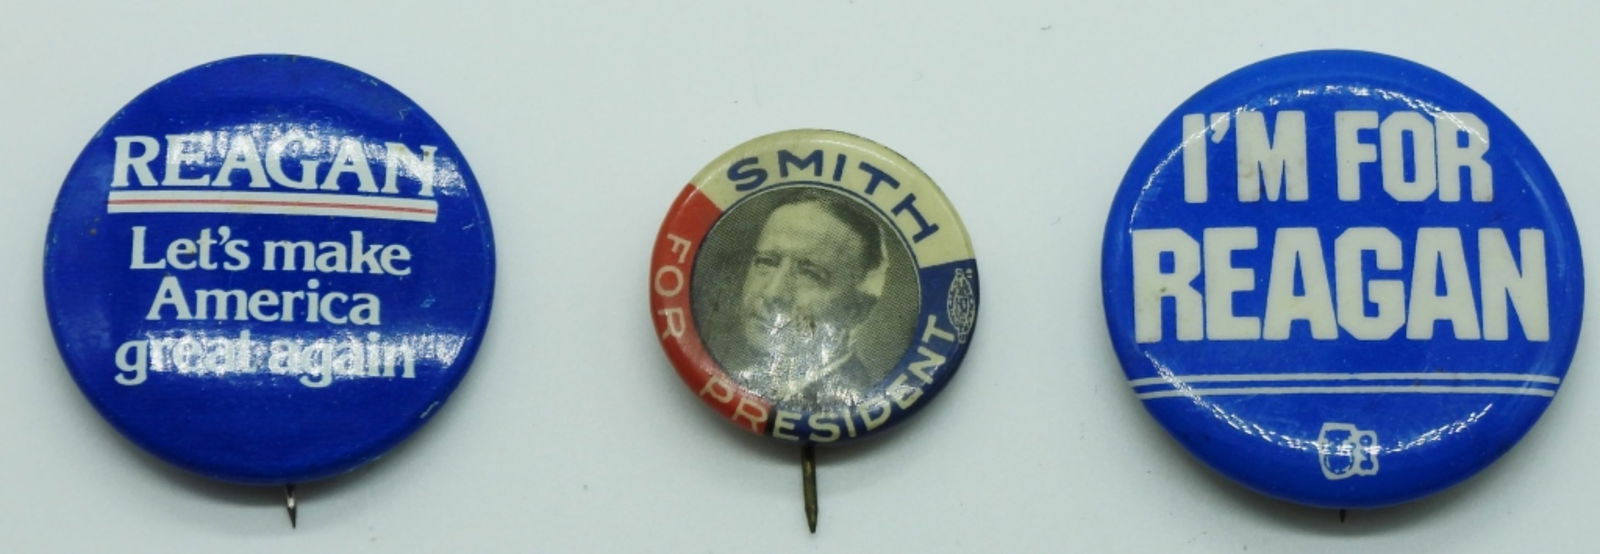 REAGAN
Let's make
America
great again
SMITH
FOR
PRESIDENT
I'M FOR
REAGAN